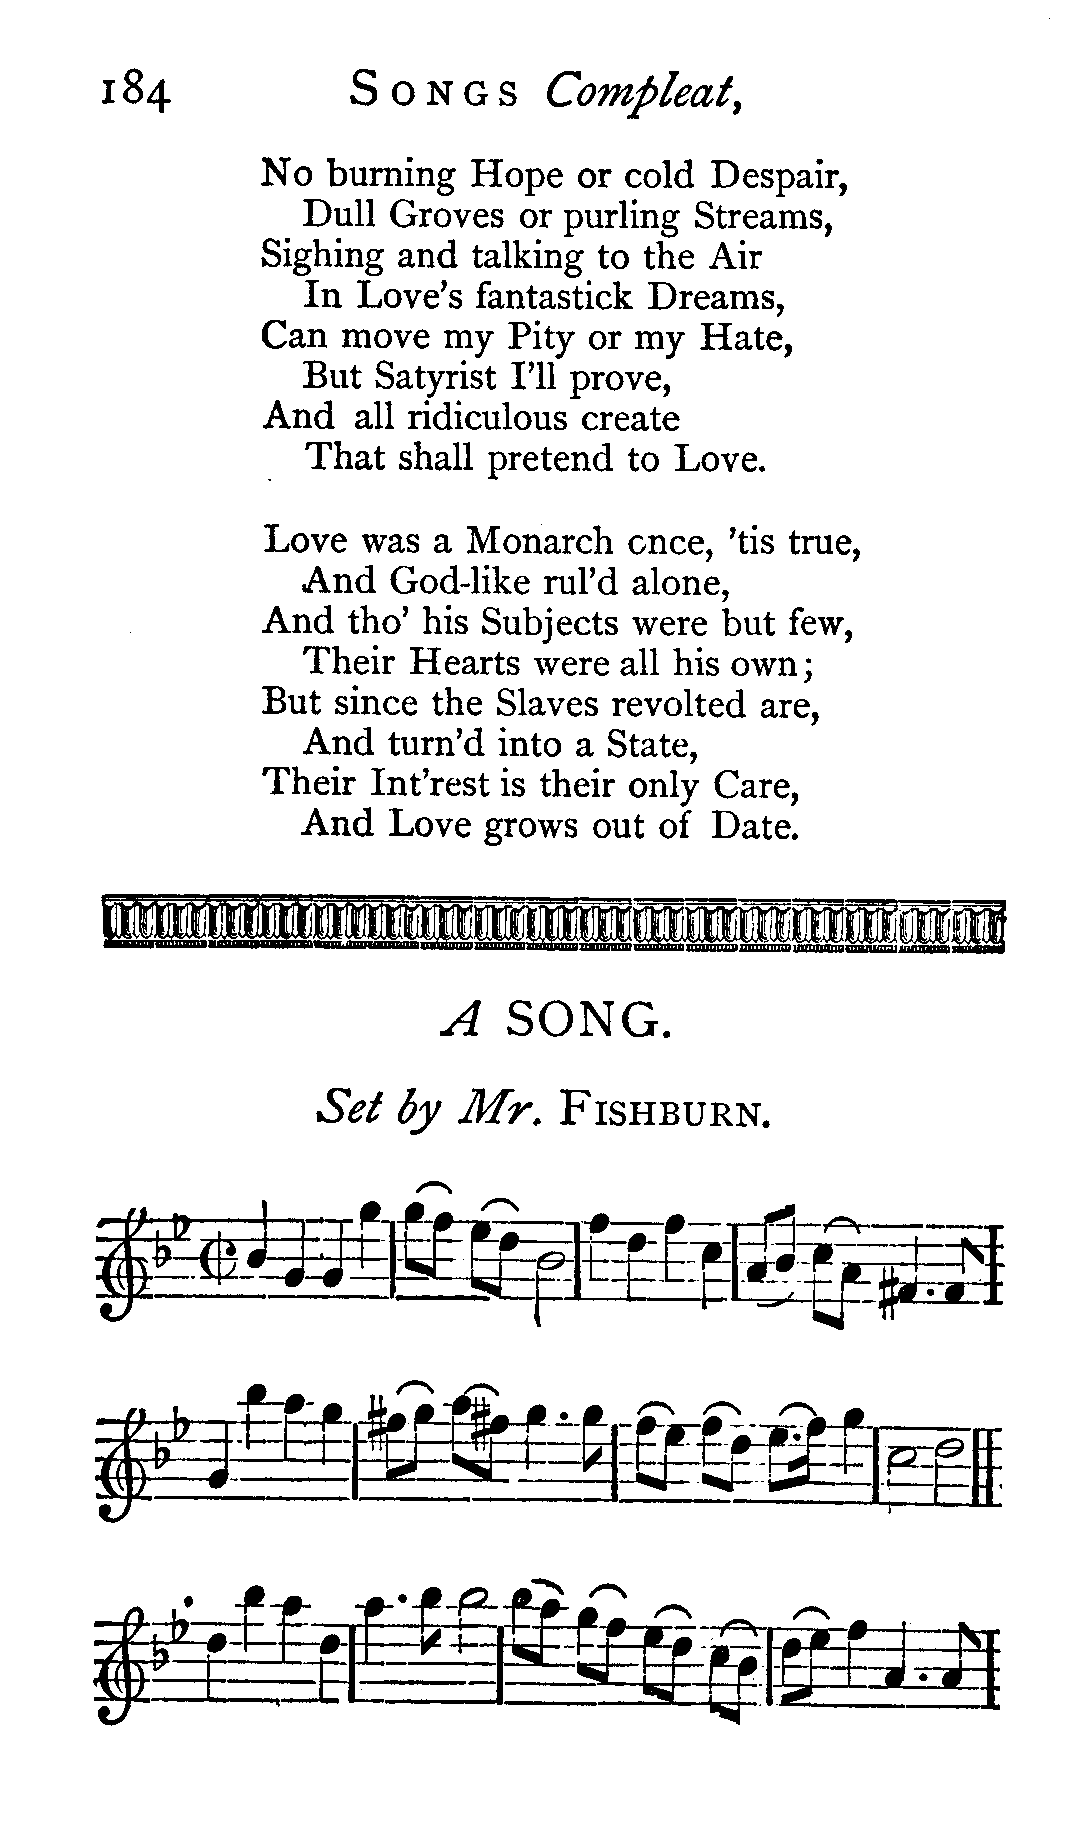 184 SONGS Compleat,
No burning Hope or cold Despair,
Dull Groves or purling Streams,
Sighing and talking to the Air
In Love's fantastick Dreams,
Can move my Pity or my Hate,
But Satyrist I'll prove,
And all ridiculous create
That shall pretend to Love.
Love was a Monarch once, 'tis true,
And God-like rul'd alone,
And tho' his Subjects were but few,
Their Hearts were all his own;
But since the Slaves revolted are,
And turn'd into a State,
Their Int'rest is their only Care,
And Love grows out of Date.
A SONG.
Set by Mr. FISHBURN.